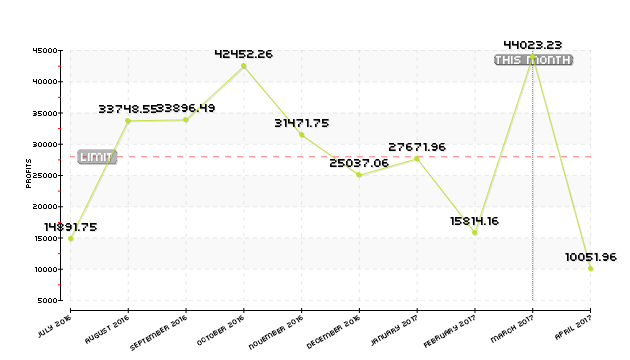 44023.23
45000
42452.26
THIS MONTH
40000
35000
33748.55
33896.49
31471.75
30000
LIMIT
27671.96
25037.06
25000
PROFITS
20000
14891.75
15814.16
15000
10051.96
10000
5000
JULY 2016
AUGUST 2016
SEPTEMBER 2016
OCTOBER 2016
NOVEMBER 2016
DECEMBER 2016
JANUARY 2017
FEBRUARY 2017
MARCH 2017
APRIL 2017